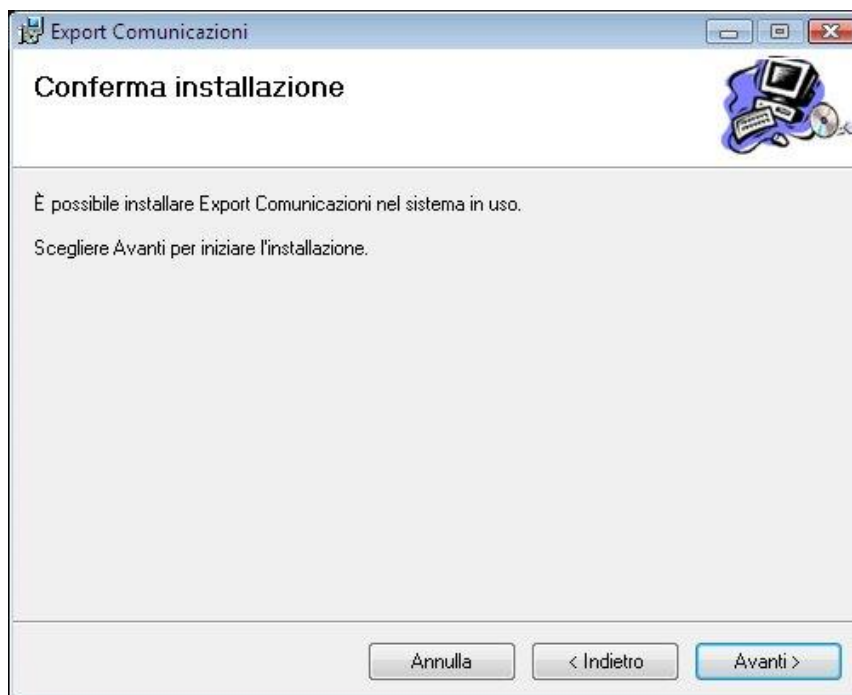 Export Comunicazioni
Conferma installazione
È possibile installare Export Comunicazioni nel sistema in uso.
Scegliere Avanti per iniziare l'installazione.
Annulla
< Indietro
Avanti >